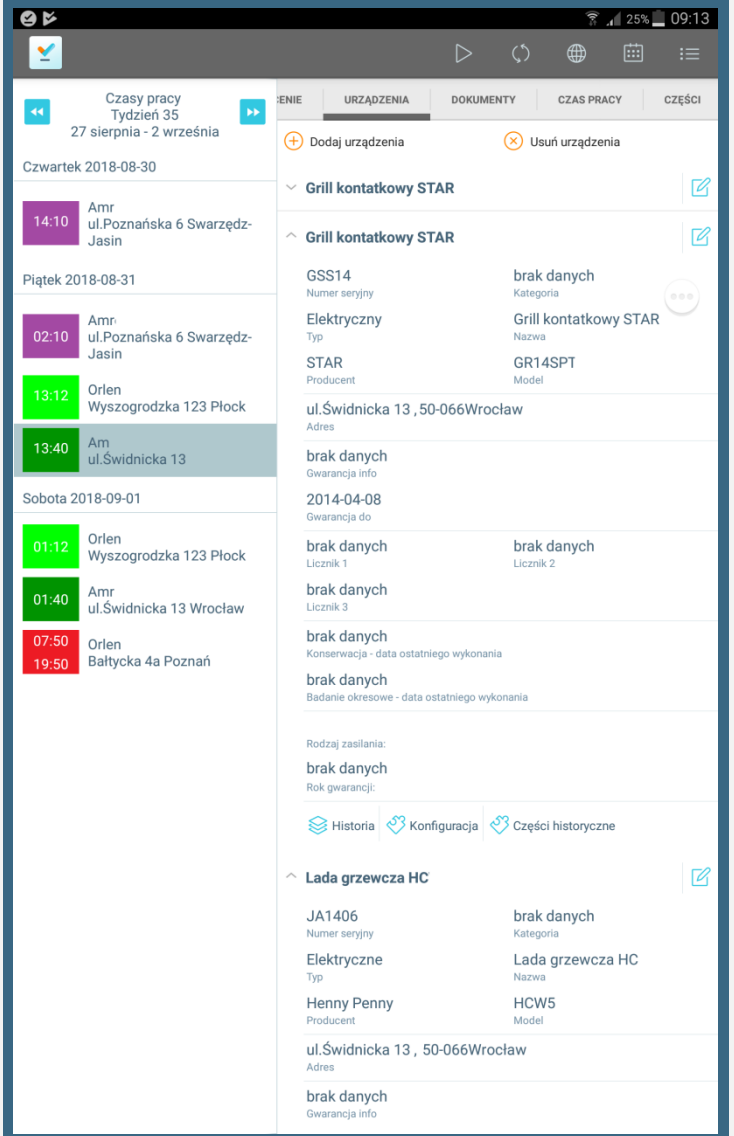 25% 09:13
Czasy pracy
Tydzień 35
27 sierpnia - 2 września
Czwartek 2018-08-30
14:10
Amr
ul.Poznańska 6 Swarzędz-
Jasin
Piątek 2018-08-31
02:10
Amr
ul.Poznańska 6 Swarzędz-
Jasin
13:12
Orlen
Wyszogrodzka 123 Płock
13:40
Am
ul.Świdnicka 13
Sobota 2018-09-01
01:12
Orlen
Wyszogrodzka 123 Płock
01:40
Amr
ul.Świdnicka 13 Wrocław
07:50
19:50
Orlen
Bałtycka 4a Poznań
ENIE URZĄDZENIA DOKUMENTY CZAS PRACY CZĘŚCI
Dodaj urządzenia Usuń urządzenia
Grill kontatkowy STAR
Grill kontatkowy STAR
GSS14 brak danych
Numer seryjny Kategoria
Elektryczny Grill kontatkowy STAR
Typ Nazwa
STAR GR14SPT
Producent Model
ul.Świdnicka 13 , 50-066Wrocław
Adres
brak danych
Gwarancja info
2014-04-08
Gwarancja do
brak danych brak danych
Licznik 1 Licznik 2
brak danych
Licznik 3
brak danych
Konserwacja - data ostatniego wykonania
brak danych
Badanie okresowe - data ostatniego wykonania
Rodzaj zasilania:
brak danych
Rok gwarancji:
Historia Konfiguracja Części historyczne
Lada grzewcza HC
JA1406 brak danych
Numer seryjny Kategoria
Elektryczne Lada grzewcza HC
Typ Nazwa
Henny Penny HCW5
Producent Model
ul.Świdnicka 13 , 50-066Wrocław
Adres
brak danych
Gwarancja info